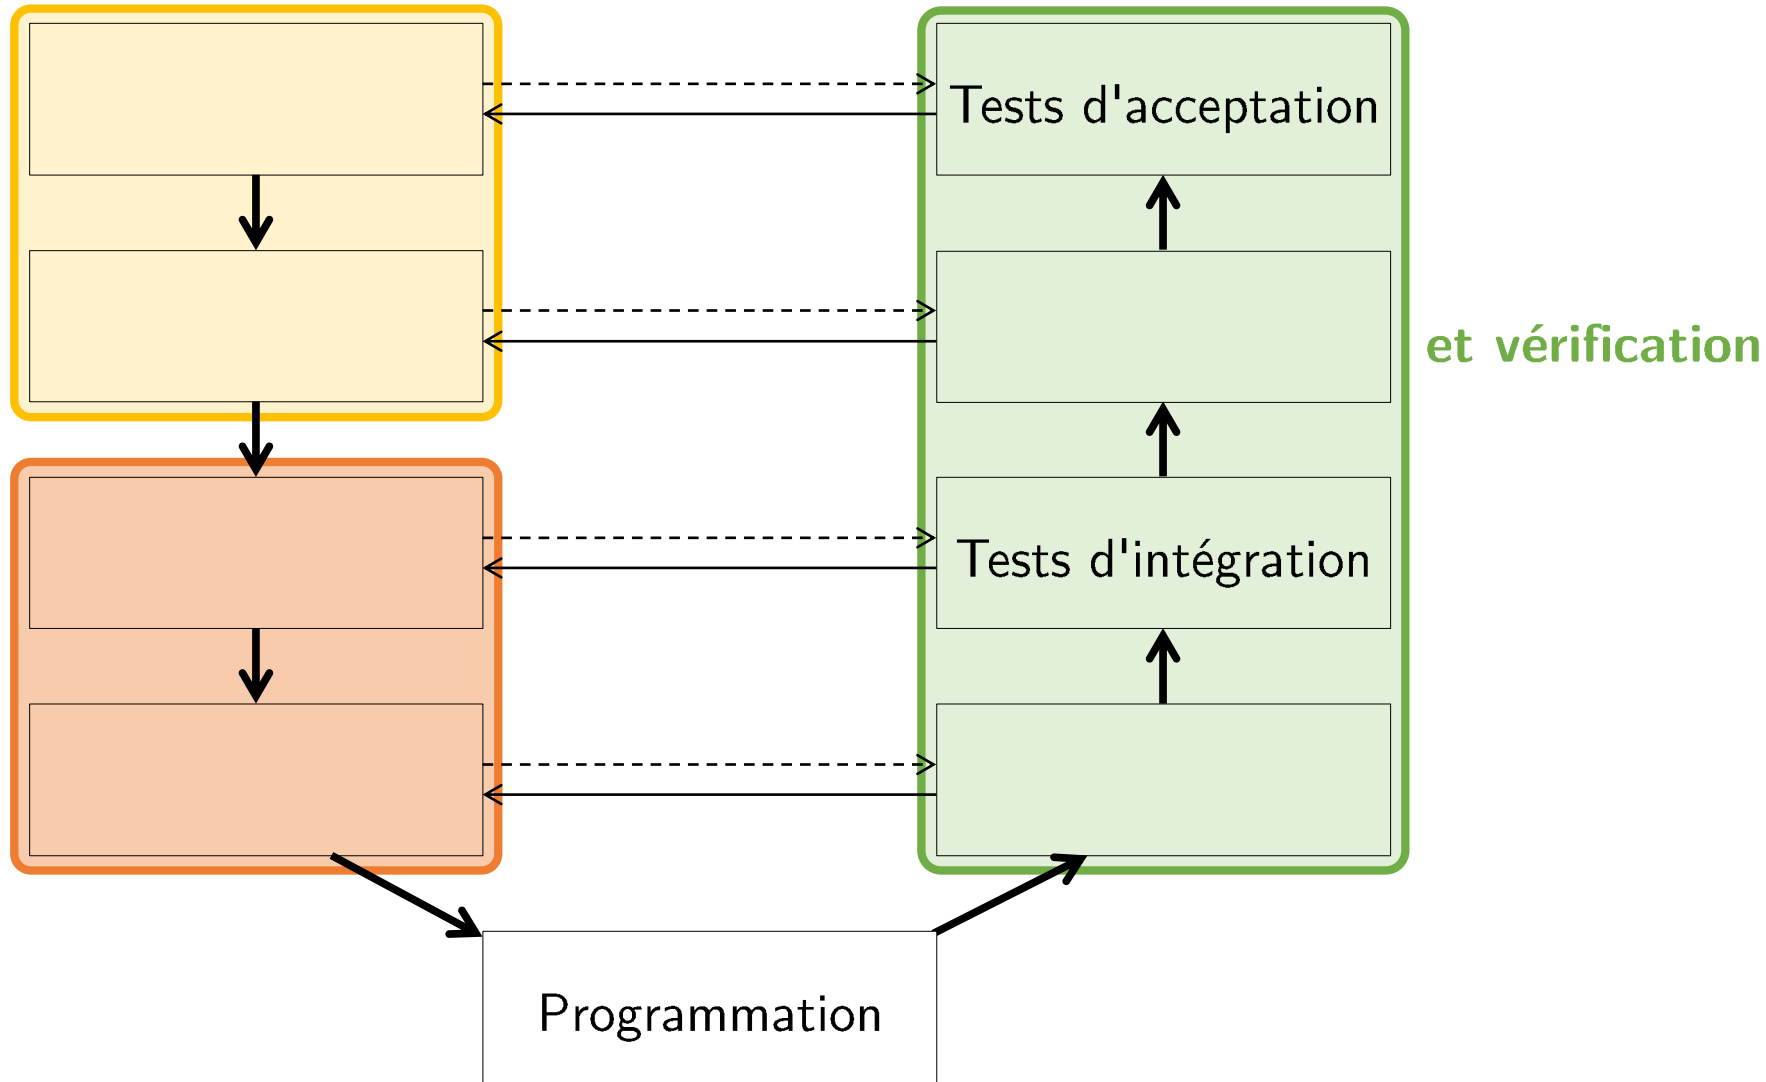 Tests d'acceptation
et vérification
Tests d'intégration
Programmation